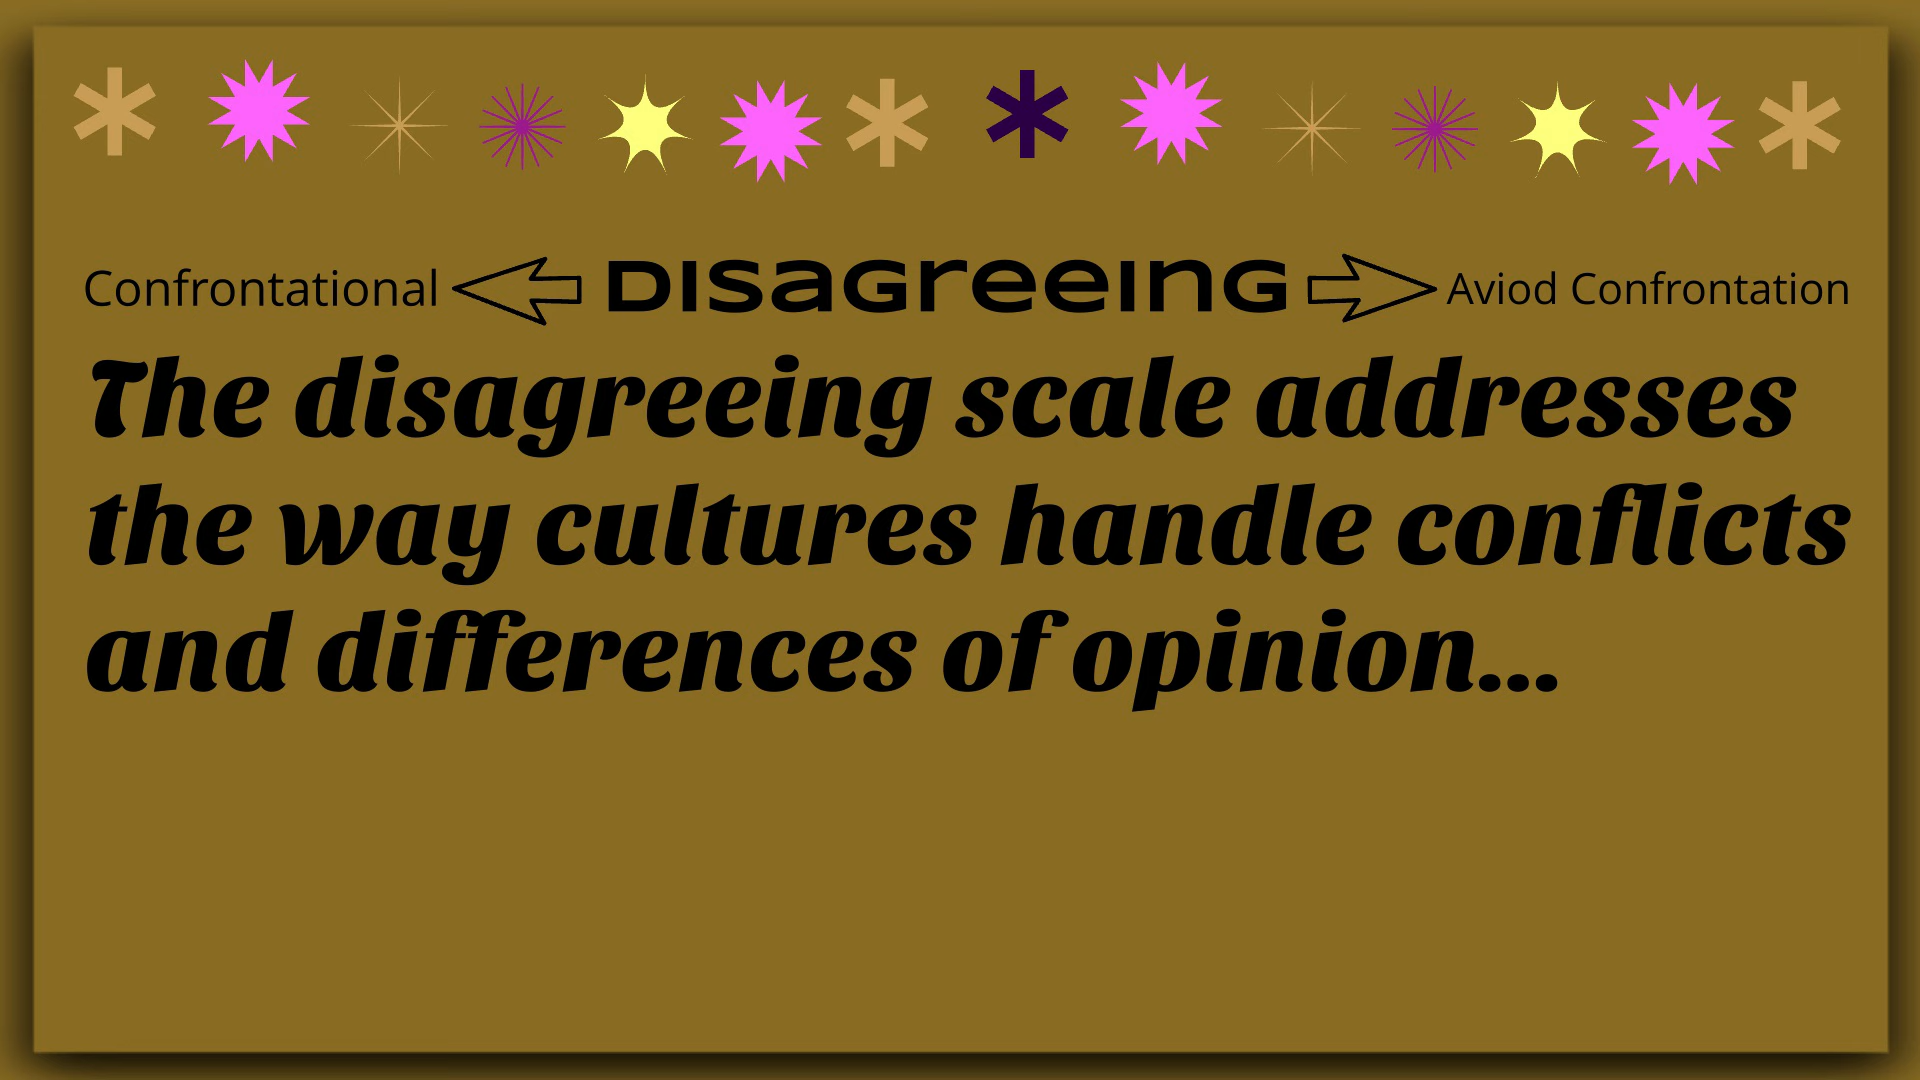 Confrontational DISagreeing Aviod Confrontation
The disagreeing scale addresses
the way cultures handle conflicts
and differences of opinion...